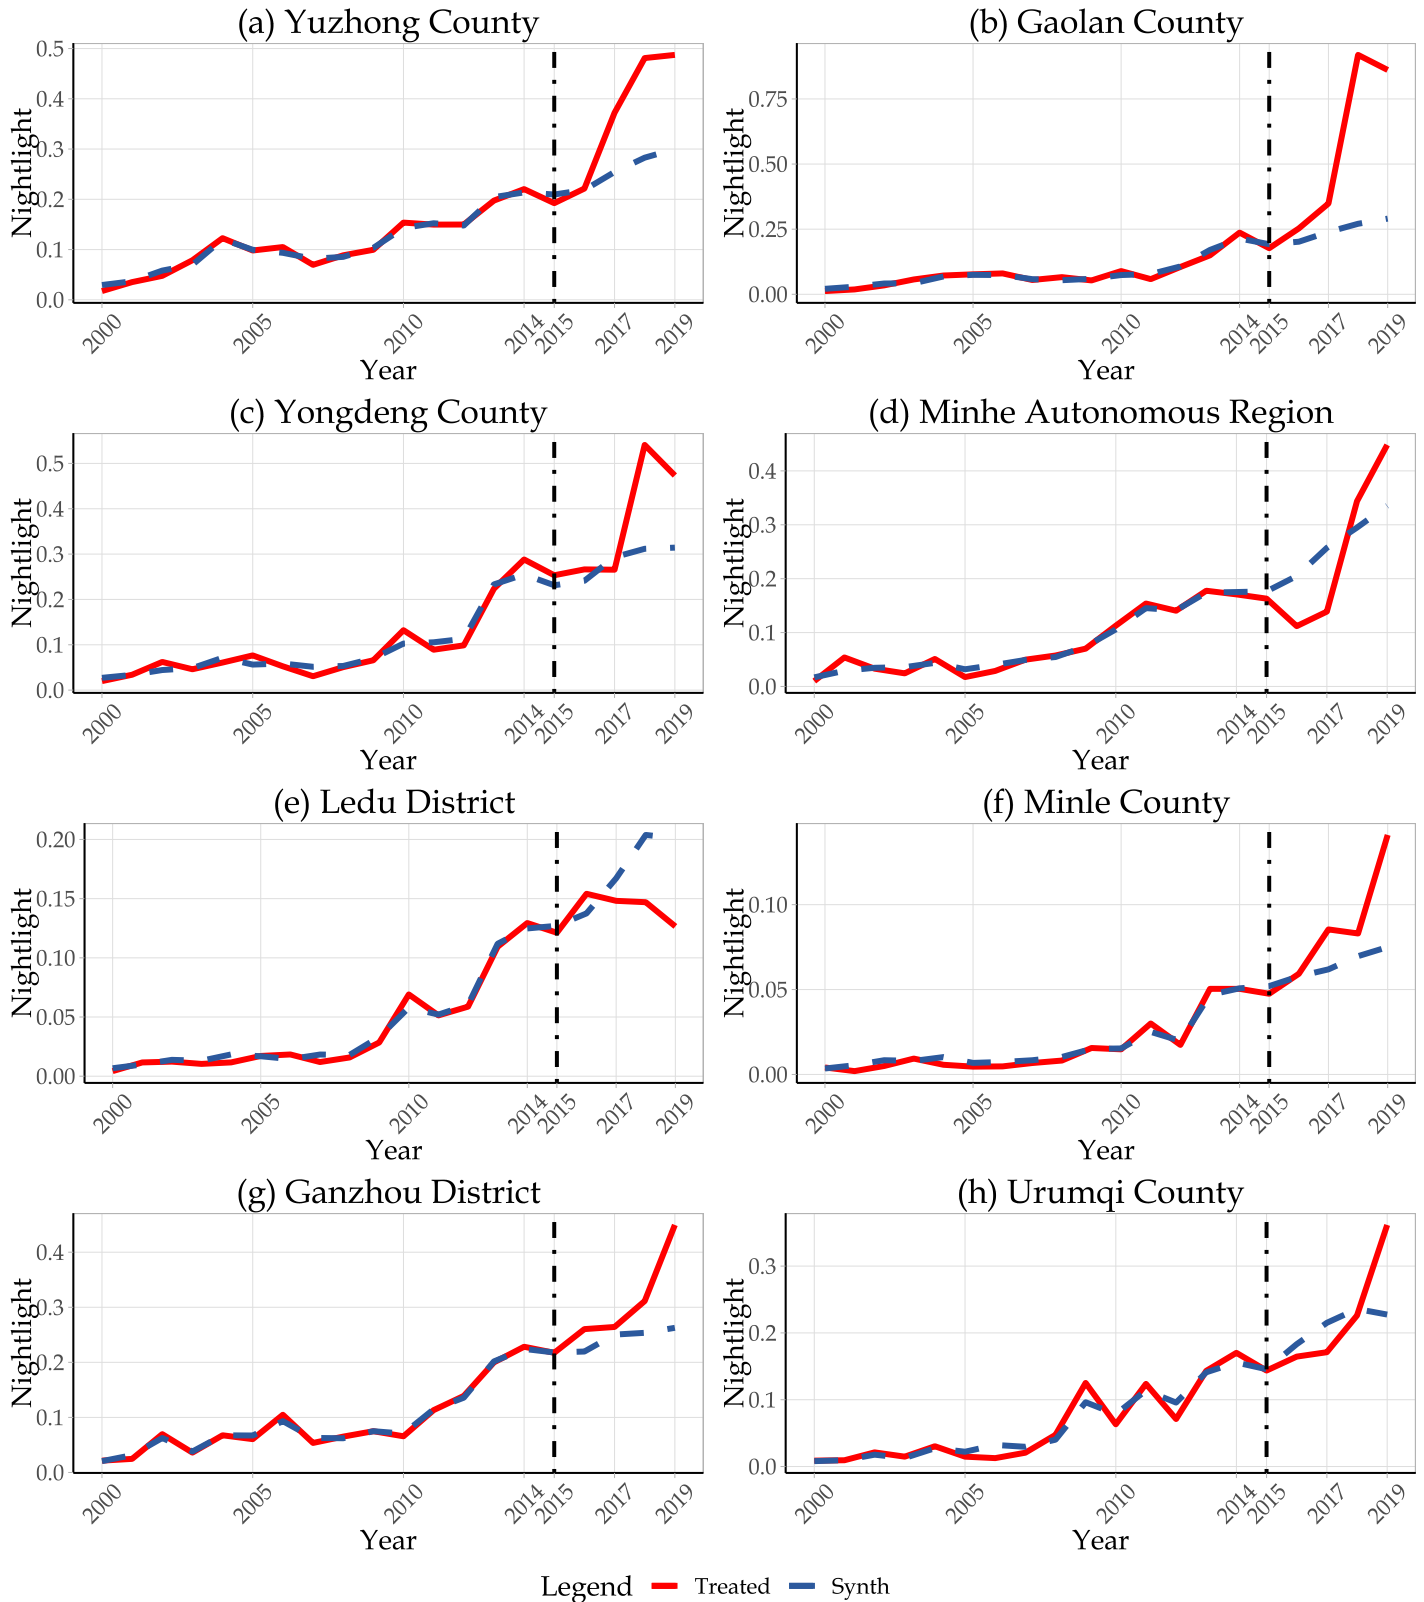 (a) Yuzhong County
Nightlight
0.5
0.4
0.3
0.2
0.1
0.0
2000 2005 2010 2014 2015 2017 2019
Year
(b) Gaolan County
Nightlight
0.75
0.50
0.25
0.00
2000 2005 2010 2014 2015 2017 2019
Year
(c) Yongdeng County
Nightlight
0.5
0.4
0.3
0.2
0.1
0.0
2000 2005 2010 2014 2015 2017 2019
Year
(d) Minhe Autonomous Region
Nightlight
0.4
0.3
0.2
0.1
0.0
2000 2005 2010 2014 2015 2017 2019
Year
(e) Ledu District
Nightlight
0.20
0.15
0.10
0.05
0.00
2000 2005 2010 2014 2015 2017 2019
Year
(f) Minle County
Nightlight
0.10
0.05
0.00
2000 2005 2010 2014 2015 2017 2019
Year
(g) Ganzhou District
Nightlight
0.4
0.3
0.2
0.1
0.0
2000 2005 2010 2014 2015 2017 2019
Year
(h) Urumqi County
Nightlight
0.3
0.2
0.1
0.0
2000 2005 2010 2014 2015 2017 2019
Year
Legend Treated Synth